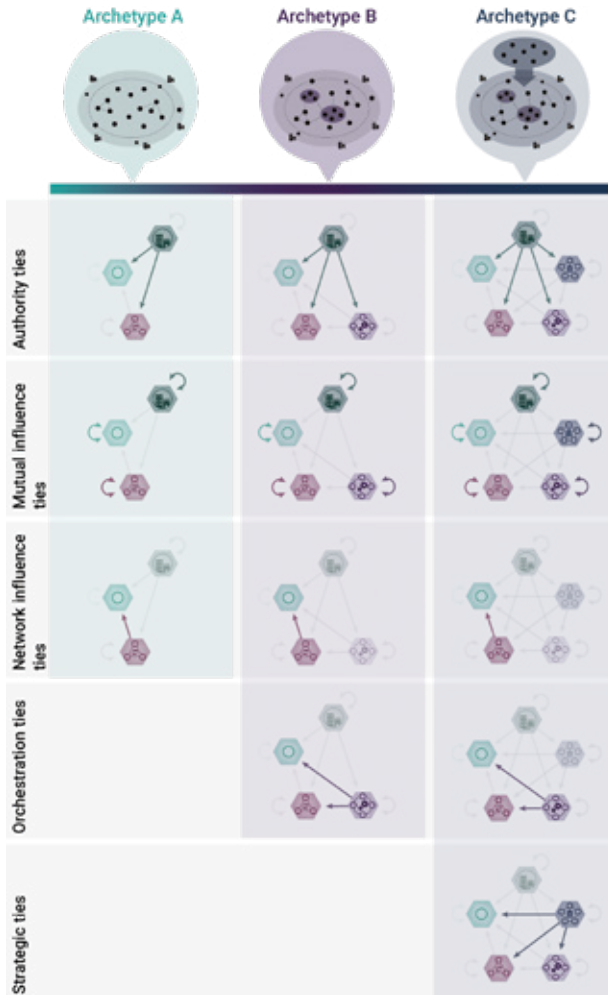 Archetype A
Archetype B
Archetype C
Authority ties
Mutual influence
ties
Network influence
ties
Orchestration ties
Strategic ties